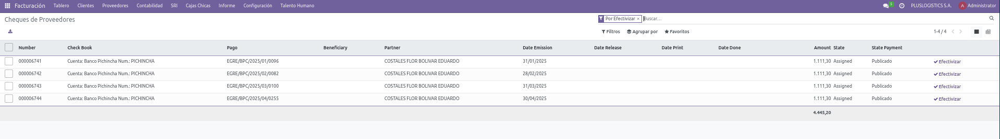 Facturación Tablero Clientes Proveedores Contabilidad SRI Cajas Chicas Informe Configuración Talento Humano 5 PLUSLOGISTICS S.A. A Administrator
Cheques de Proveedores Por Efectivizar × Buscar...
Filtros Agrupar por Favoritos 1-4 / 4
Number Check Book Pago Beneficiary Partner Date Emission Date Release Date Print Date Done Amount State State Payment
000006741 Cuenta: Banco Pichincha Num.: PICHINCHA EGRE/BPC/2025/01/0096 COSTALES FLOR BOLIVAR EDUARDO 31/01/2025 1.111,30 Assigned Publicado Efectivizar
000006742 Cuenta: Banco Pichincha Num.: PICHINCHA EGRE/BPC/2025/02/0082 COSTALES FLOR BOLIVAR EDUARDO 28/02/2025 1.111,30 Assigned Publicado Efectivizar
000006743 Cuenta: Banco Pichincha Num.: PICHINCHA EGRE/BPC/2025/03/0100 COSTALES FLOR BOLIVAR EDUARDO 31/03/2025 1.111,30 Assigned Publicado Efectivizar
000006744 Cuenta: Banco Pichincha Num.: PICHINCHA EGRE/BPC/2025/04/0255 COSTALES FLOR BOLIVAR EDUARDO 30/04/2025 1.111,30 Assigned Publicado Efectivizar
4.445,20